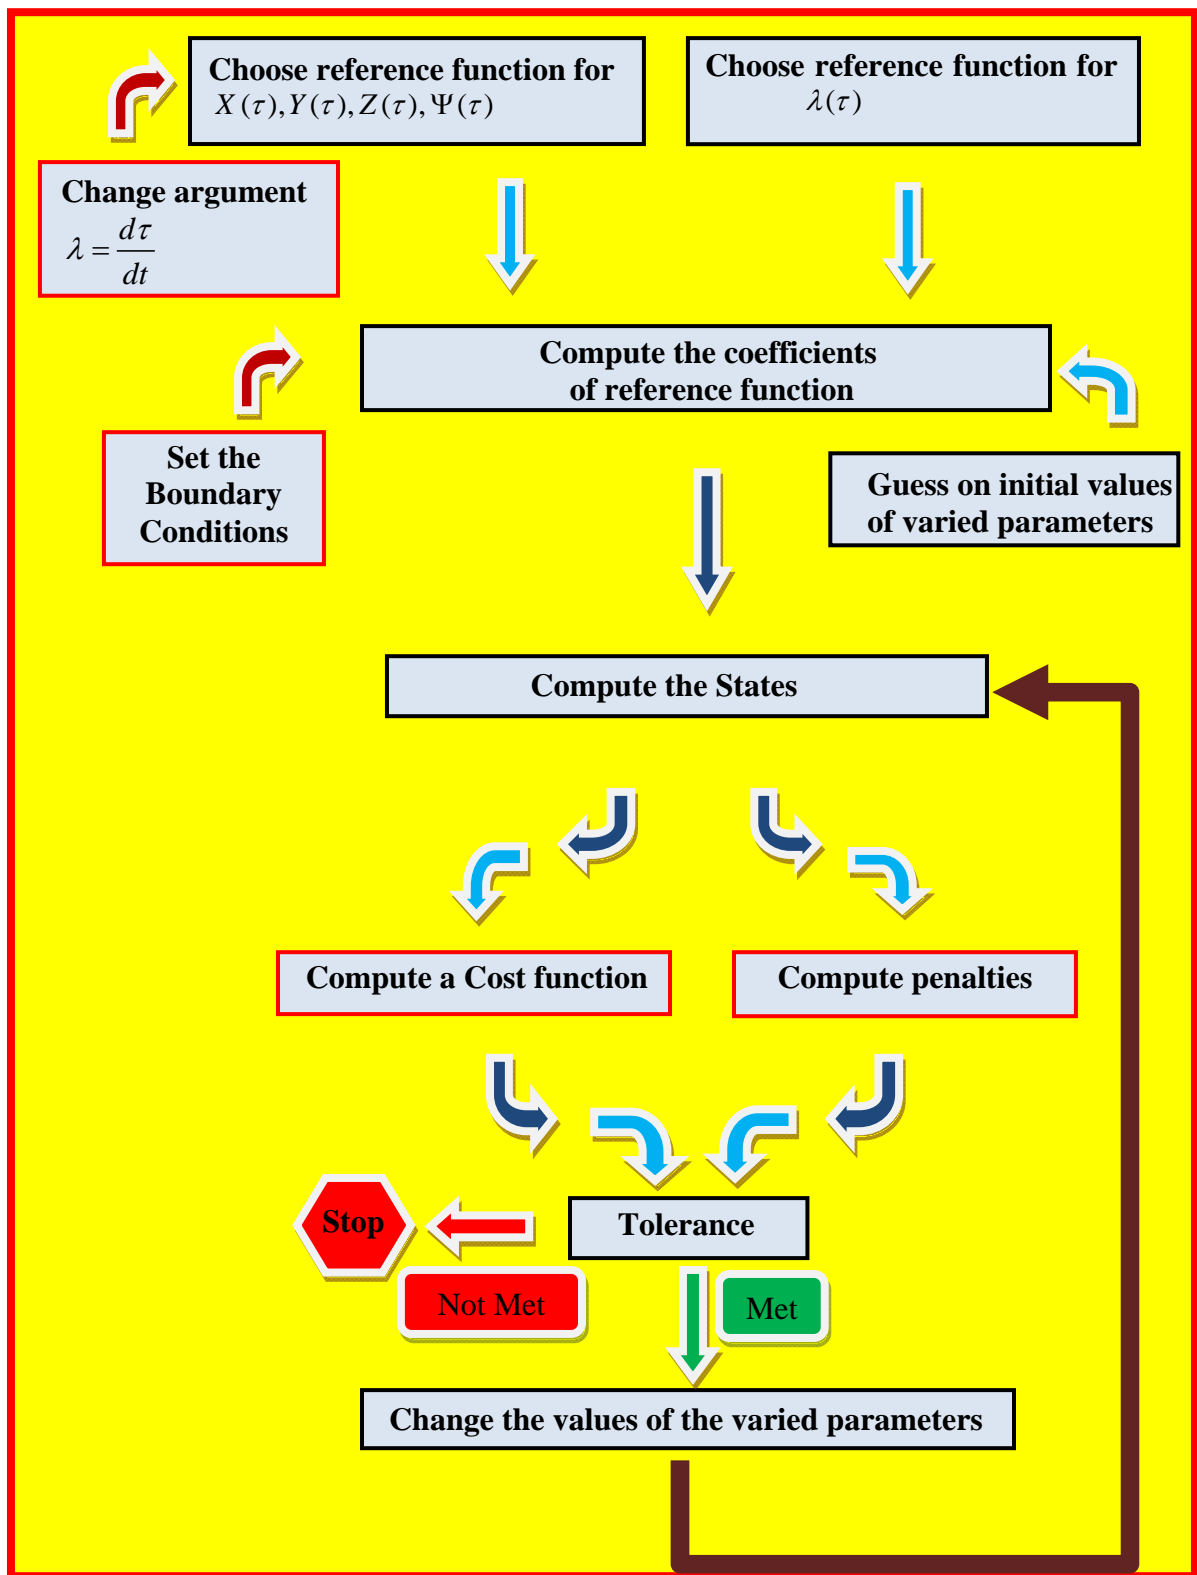 Choose reference function for
X(τ),Y(τ),Z(τ),Ψ(τ)
Choose reference function for
λ(τ)
Change argument
λ = dτ/dt
Compute the coefficients
of reference function
Set the
Boundary
Conditions
Guess on initial values
of varied parameters
Compute the States
Compute a Cost function
Compute penalties
Stop
Tolerance
Not Met
Met
Change the values of the varied parameters